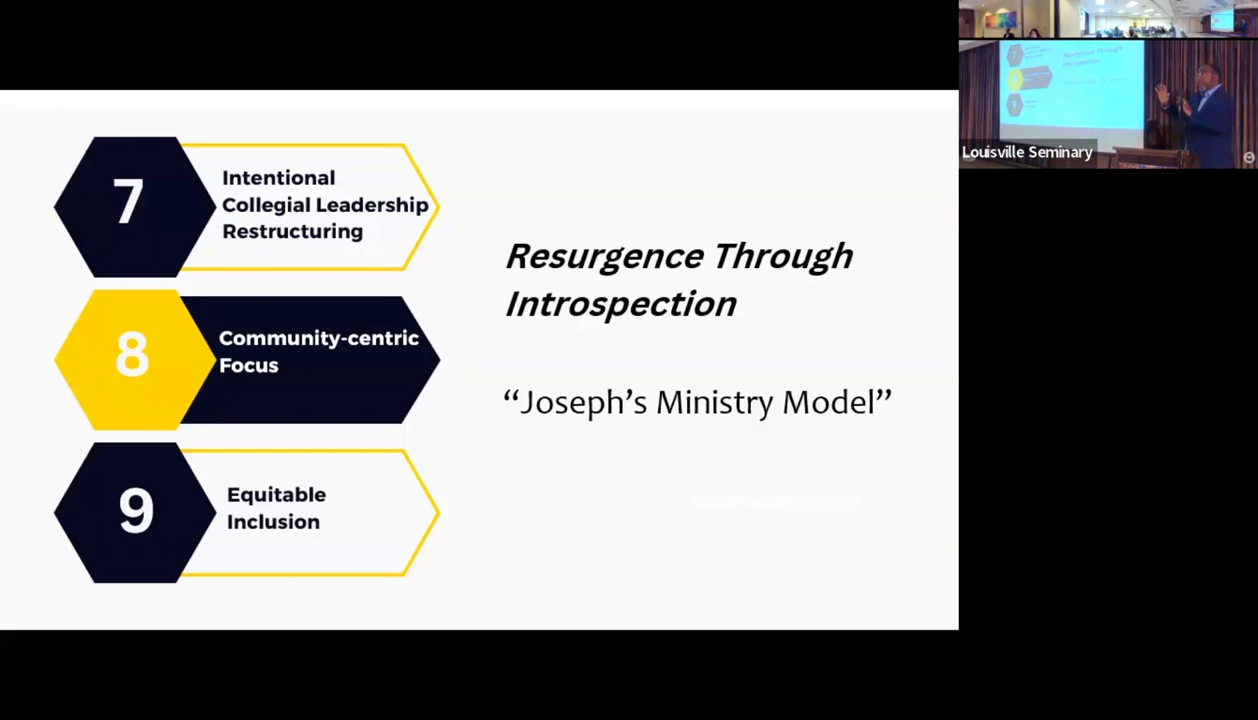 7
Intentional
Collegial Leadership
Restructuring
8
Community-centric
Focus
9
Equitable
Inclusion
Resurgence Through
Introspection
“Joseph’s Ministry Model”
Louisville Seminary